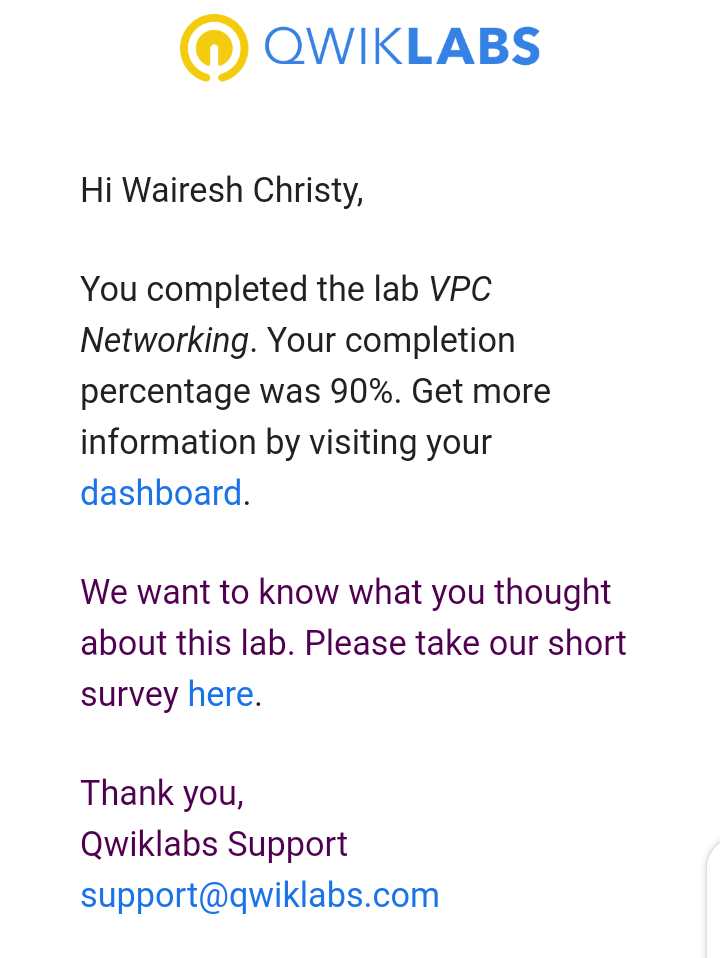 QWIKLABS
Hi Wairesh Christy,
You completed the lab VPC
Networking. Your completion
percentage was 90%. Get more
information by visiting your
dashboard.
We want to know what you thought
about this lab. Please take our short
survey here.
Thank you,
Qwiklabs Support
support@qwiklabs.com